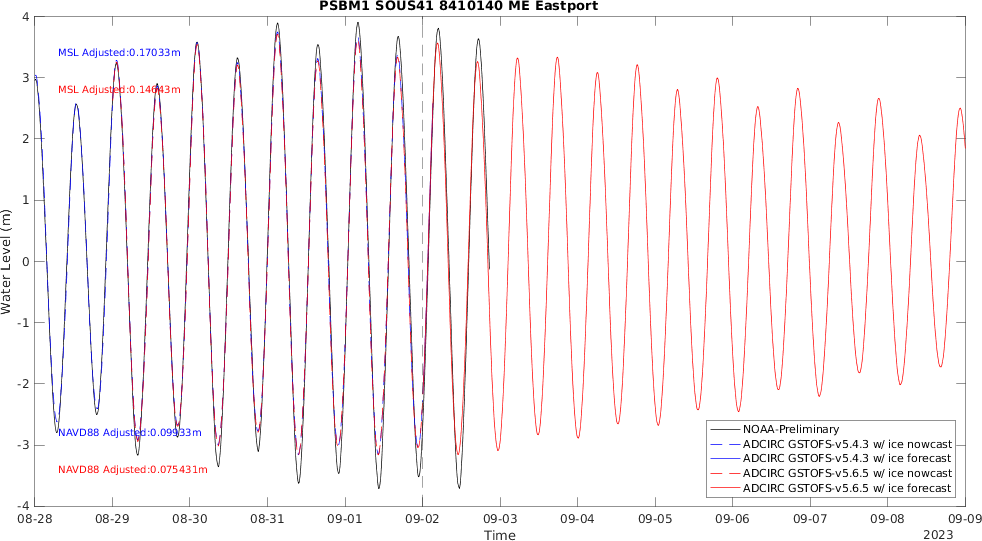 PSBM1 SOUS41 8410140 ME Eastport
4
3
2
1
0
-1
-2
-3
-4
Water Level (m)
MSL Adjusted:0.17033m
MSL Adjusted:0.14643m
NAVD88 Adjusted:0.09933m
NAVD88 Adjusted:0.075431m
NOAA-Preliminary
ADCIRC GSTOFS-v5.4.3 w/ ice nowcast
ADCIRC GSTOFS-v5.4.3 w/ ice forecast
ADCIRC GSTOFS-v5.6.5 w/ ice nowcast
ADCIRC GSTOFS-v5.6.5 w/ ice forecast
08-28 08-29 08-30 08-31 09-01 09-02 09-03 09-04 09-05 09-06 09-07 09-08 09-09
Time
2023